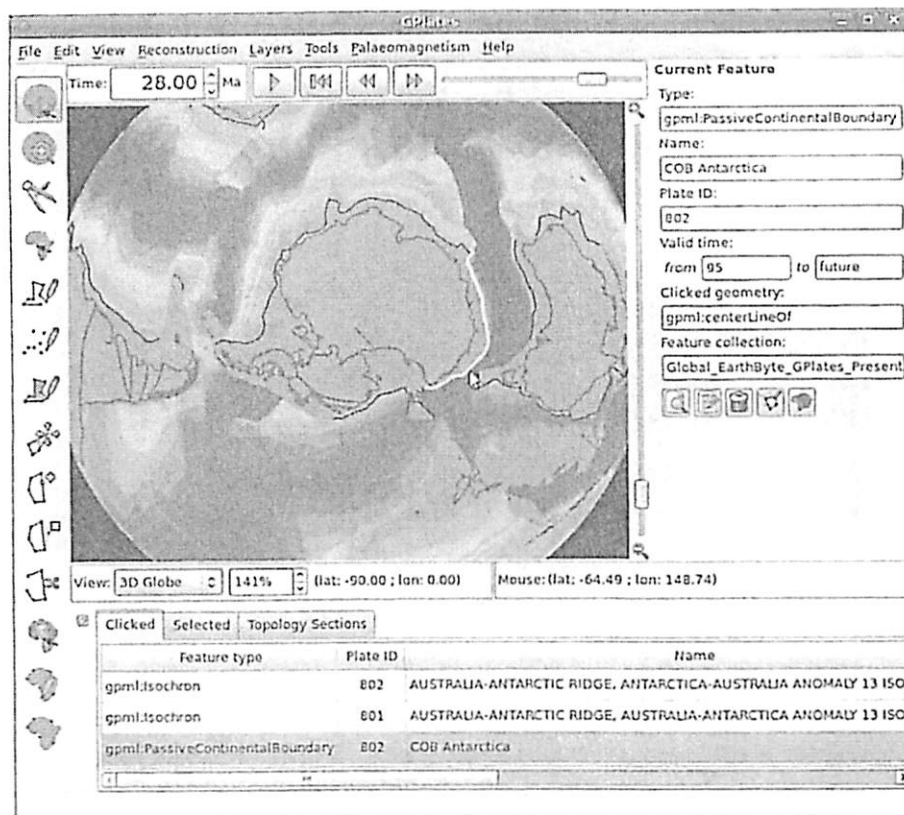 GPlates
File Edit View Reconstruction Layers Tools Palaeomagnetism Help
Time: 28.00 Ma
Current Feature
Type:
gpml:PassiveContinentalBoundary
Name:
COB Antarctica
Plate ID:
802
Valid time:
from 95 to future
Clicked geometry:
gpml:centerLineOf
Feature collection:
Global_EarthByte_GPlates_Present
View: 3D Globe 141% (lat: -90.00 ; lon: 0.00) Mouse: (lat: -64.49 ; lon: 148.74)
Clicked Selected Topology Sections
Feature type Plate ID Name
gpml:Isochron 802 AUSTRALIA-ANTARCTIC RIDGE, ANTARCTICA-AUSTRALIA ANOMALY 13 ISO
gpml:Isochron 801 AUSTRALIA-ANTARCTIC RIDGE, AUSTRALIA-ANTARCTICA ANOMALY 13 ISO
gpml:PassiveContinentalBoundary 802 COB Antarctica